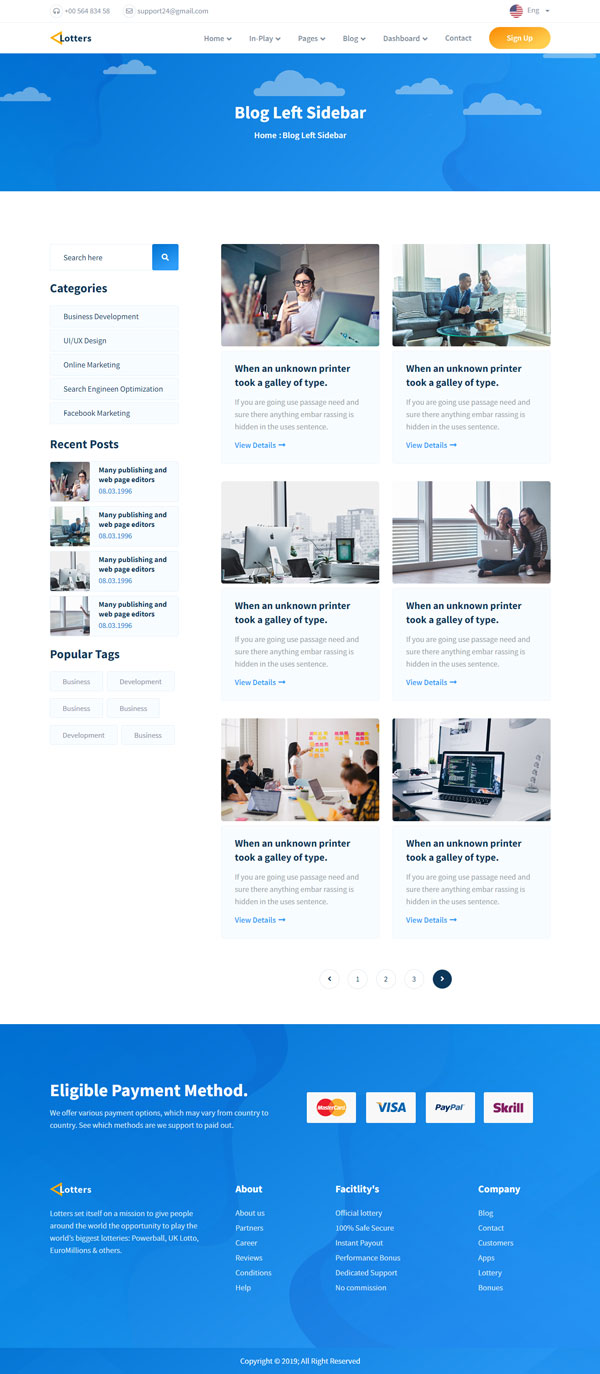 +00 564 834 58 support24@gmail.com Eng
Lotters Home In-Play Pages Blog Dashboard Contact Sign Up
Blog Left Sidebar
Home : Blog Left Sidebar
Search here
Categories
Business Development
UI/UX Design
Online Marketing
Search Engineen Optimization
Facebook Marketing
Recent Posts
Many publishing and
web page editors
08.03.1996
Many publishing and
web page editors
08.03.1996
Many publishing and
web page editors
08.03.1996
Many publishing and
web page editors
08.03.1996
Popular Tags
Business Development
Business Business
Development Business
When an unknown printer
took a galley of type.
If you are going use passage need and
sure there anything embar rassing is
hidden in the uses sentence.
View Details
When an unknown printer
took a galley of type.
If you are going use passage need and
sure there anything embar rassing is
hidden in the uses sentence.
View Details
When an unknown printer
took a galley of type.
If you are going use passage need and
sure there anything embar rassing is
hidden in the uses sentence.
View Details
When an unknown printer
took a galley of type.
If you are going use passage need and
sure there anything embar rassing is
hidden in the uses sentence.
View Details
When an unknown printer
took a galley of type.
If you are going use passage need and
sure there anything embar rassing is
hidden in the uses sentence.
View Details
When an unknown printer
took a galley of type.
If you are going use passage need and
sure there anything embar rassing is
hidden in the uses sentence.
View Details
1 2 3
Eligible Payment Method.
We offer various payment options, which may vary from country to
country. See which methods are we support to paid out.
MasterCard VISA PayPal Skrill
Lotters
Lotters set itself on a mission to give people
around the world the opportunity to play the
world's biggest lotteries: Powerball, UK Lotto,
EuroMillions & others.
About
About us
Partners
Career
Reviews
Conditions
Help
Facitlity's
Official lottery
100% Safe Secure
Instant Payout
Performance Bonus
Dedicated Support
No commission
Company
Blog
Contact
Customers
Apps
Lottery
Bonues
Copyright © 2019; All Right Reserved